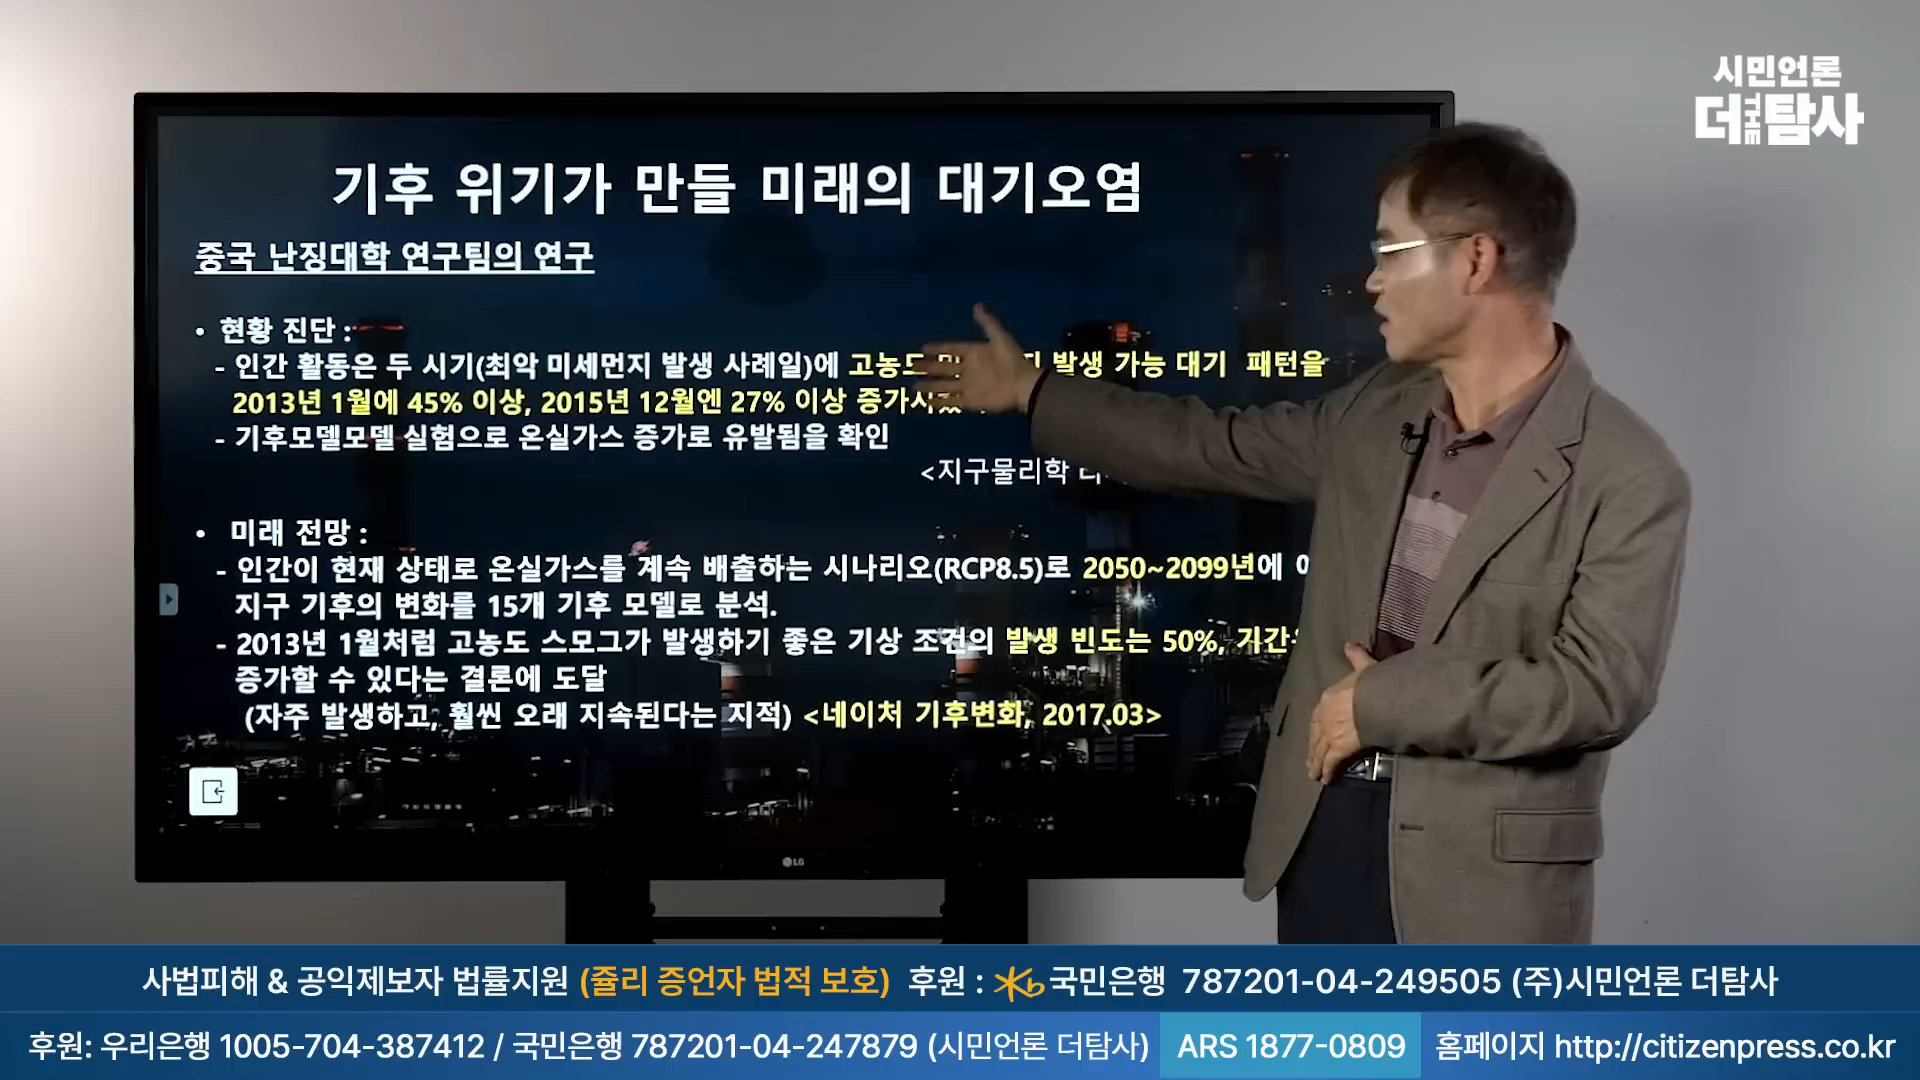 시민언론
더탐사
기후 위기가 만들 미래의 대기오염
중국 난징대학 연구팀의 연구
• 현황 진단 :
- 인간 활동은 두 시기(최악 미세먼지 발생 사례일)에 고농도 발생 가능 대기 패턴을
2013년 1월에 45% 이상, 2015년 12월엔 27% 이상
- 기후모델모델 실험으로 온실가스 증가로 유발됨을 확인
<지구물리학
• 미래 전망 :
- 인간이 현재 상태로 온실가스를 계속 배출하는 시나리오(RCP8.5)로 2050~2099년에
지구 기후의 변화를 15개 기후 모델로 분석.
- 2013년 1월처럼 고농도 스모그가 발생하기 좋은 기상 조건의 발생 빈도는 50%,
증가할 수 있다는 결론에 도달
(자주 발생하고, 훨씬 오래 지속된다는 지적) <네이처 기후변화, 2017.03>
LG
사법피해 & 공익제보자 법률지원 (쥴리 증언자 법적 보호) 후원 : 국민은행 787201-04-249505 (주)시민언론 더탐사
후원: 우리은행 1005-704-387412 / 국민은행 787201-04-247879 (시민언론 더탐사) ARS 1877-0809 홈페이지 http://citizenpress.co.kr